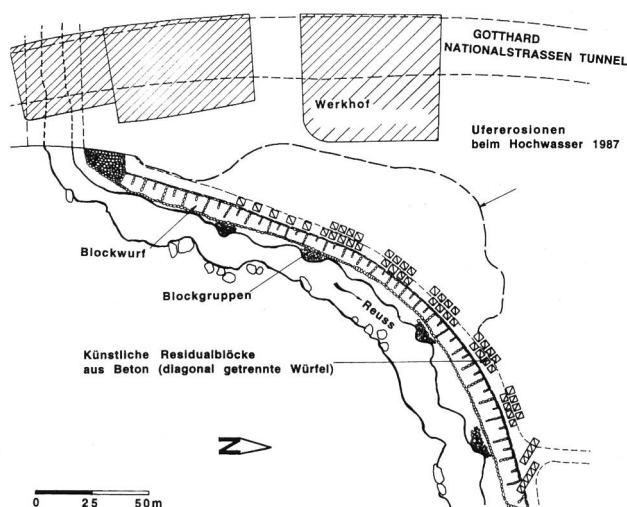 GOTTHARD
NATIONALSTRASSEN TUNNEL
Werkhof
Ufererosionen
beim Hochwasser 1987
Blockwurf
Blockgruppen
Reuss
Künstliche Residualblöcke
aus Beton (diagonal getrennte Würfel)
N
0 25 50m